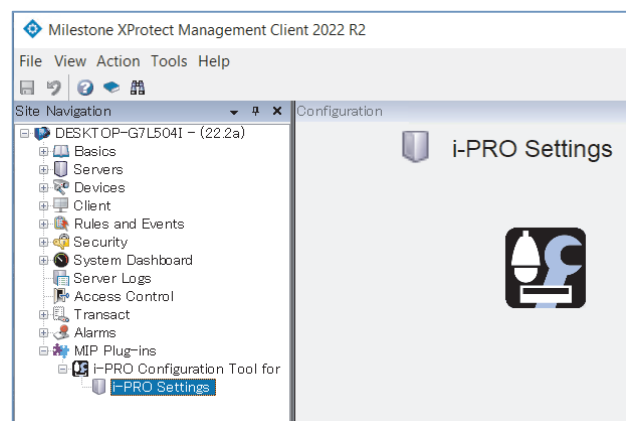 Milestone XProtect Management Client 2022 R2
File View Action Tools Help
Site Navigation
Configuration
DESKTOP-G7L504I - (22.2a)
i-PRO Settings
Basics
Servers
Devices
Client
Rules and Events
Security
System Dashboard
Server Logs
Access Control
Transact
Alarms
MIP Plug-ins
i-PRO Configuration Tool for
i-PRO Settings